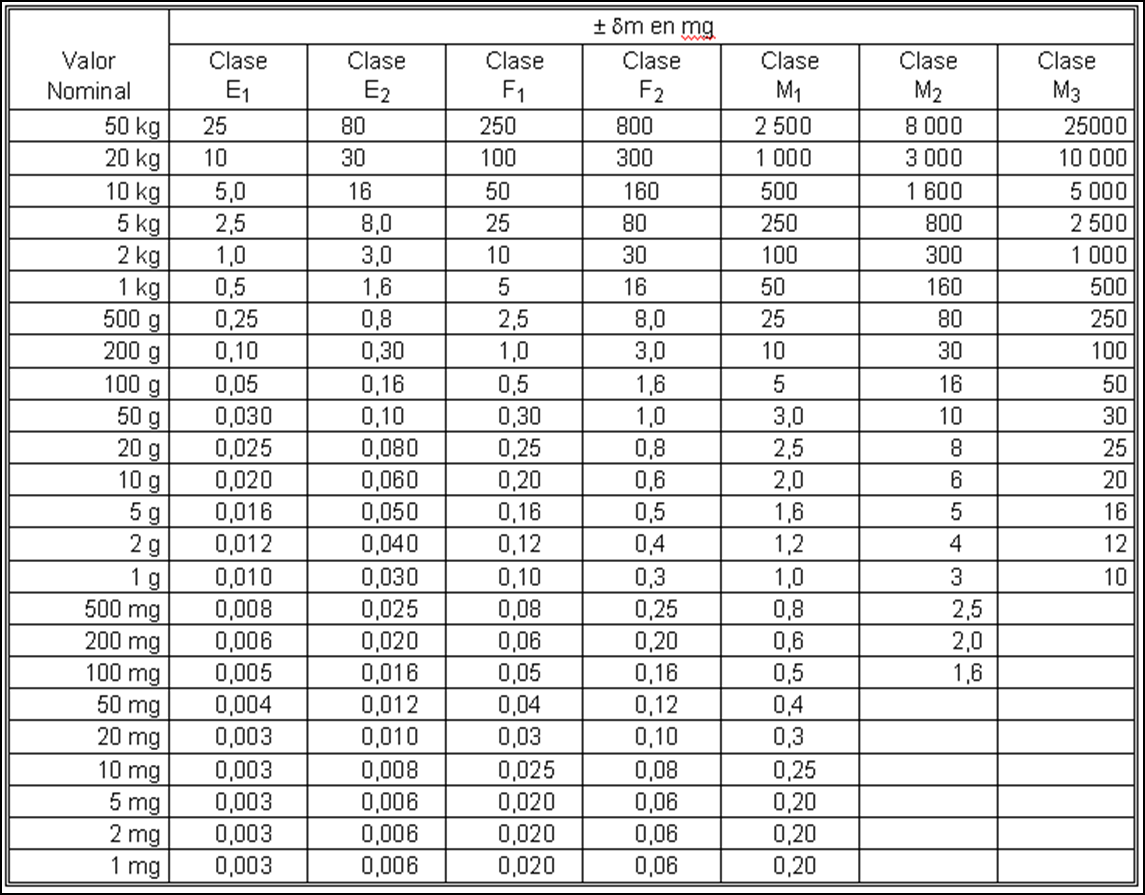 ± δm en mg
Valor Nominal Clase E1 Clase E2 Clase F1 Clase F2 Clase M1 Clase M2 Clase M3
50 kg 25 80 250 800 2 500 8 000 25000
20 kg 10 30 100 300 1 000 3 000 10 000
10 kg 5,0 16 50 160 500 1 600 5 000
5 kg 2,5 8,0 25 80 250 800 2 500
2 kg 1,0 3,0 10 30 100 300 1 000
1 kg 0,5 1,6 5 16 50 160 500
500 g 0,25 0,8 2,5 8,0 25 80 250
200 g 0,10 0,30 1,0 3,0 10 30 100
100 g 0,05 0,16 0,5 1,6 5 16 50
50 g 0,030 0,10 0,30 1,0 3,0 10 30
20 g 0,025 0,080 0,25 0,8 2,5 8 25
10 g 0,020 0,060 0,20 0,6 2,0 6 20
5 g 0,016 0,050 0,16 0,5 1,6 5 16
2 g 0,012 0,040 0,12 0,4 1,2 4 12
1 g 0,010 0,030 0,10 0,3 1,0 3 10
500 mg 0,008 0,025 0,08 0,25 0,8 2,5
200 mg 0,006 0,020 0,06 0,20 0,6 2,0
100 mg 0,005 0,016 0,05 0,16 0,5 1,6
50 mg 0,004 0,012 0,04 0,12 0,4
20 mg 0,003 0,010 0,03 0,10 0,3
10 mg 0,003 0,008 0,025 0,08 0,25
5 mg 0,003 0,006 0,020 0,06 0,20
2 mg 0,003 0,006 0,020 0,06 0,20
1 mg 0,003 0,006 0,020 0,06 0,20